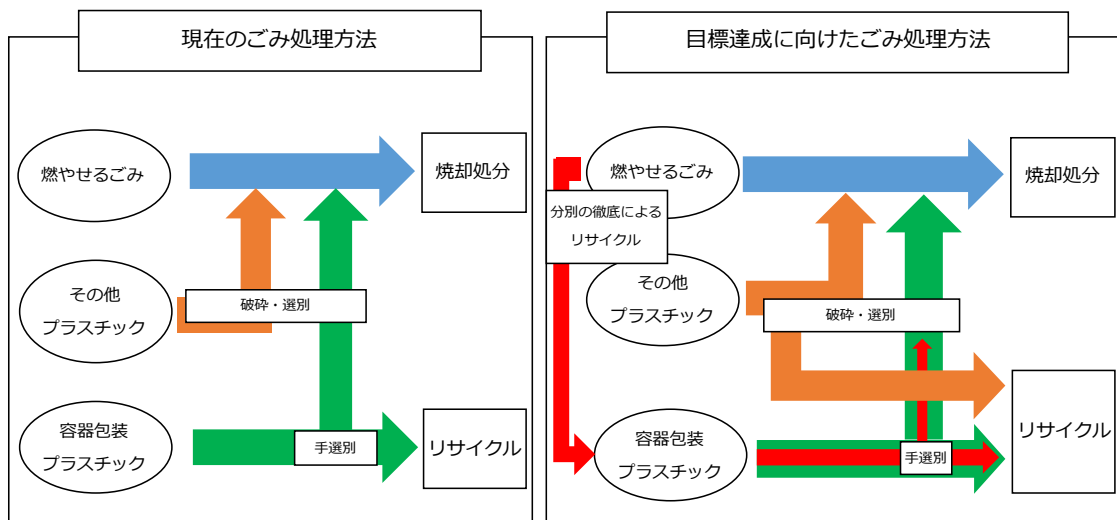 現在のごみ処理方法
燃やせるごみ
焼却処分
その他
プラスチック
破砕・選別
容器包装
プラスチック
手選別
リサイクル
目標達成に向けたごみ処理方法
燃やせるごみ
焼却処分
分別の徹底による
リサイクル
その他
プラスチック
破砕・選別
容器包装
プラスチック
手選別
リサイクル